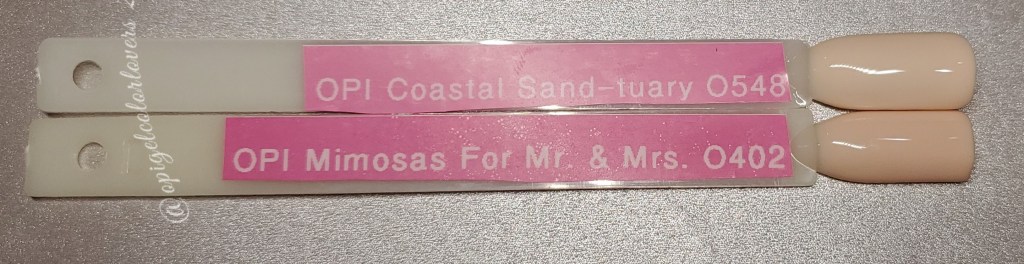 OPI Coastal Sand-tuary O548
OPI Mimosas For Mr. & Mrs. O402
@opigelcolorlovers